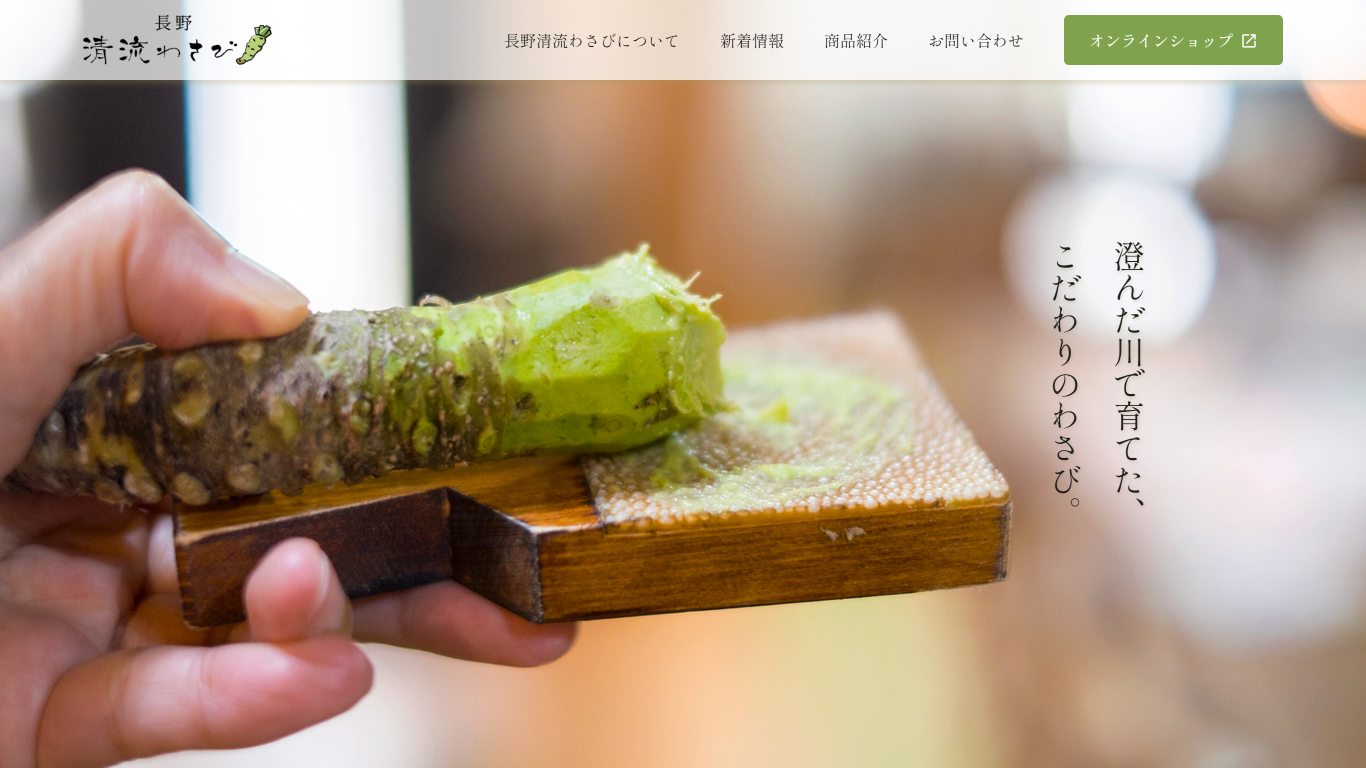 長野
清流わさび
長野清流わさびについて
新着情報
商品紹介
お問い合わせ
オンラインショップ
澄んだ川で育てた、
こだわりのわさび。